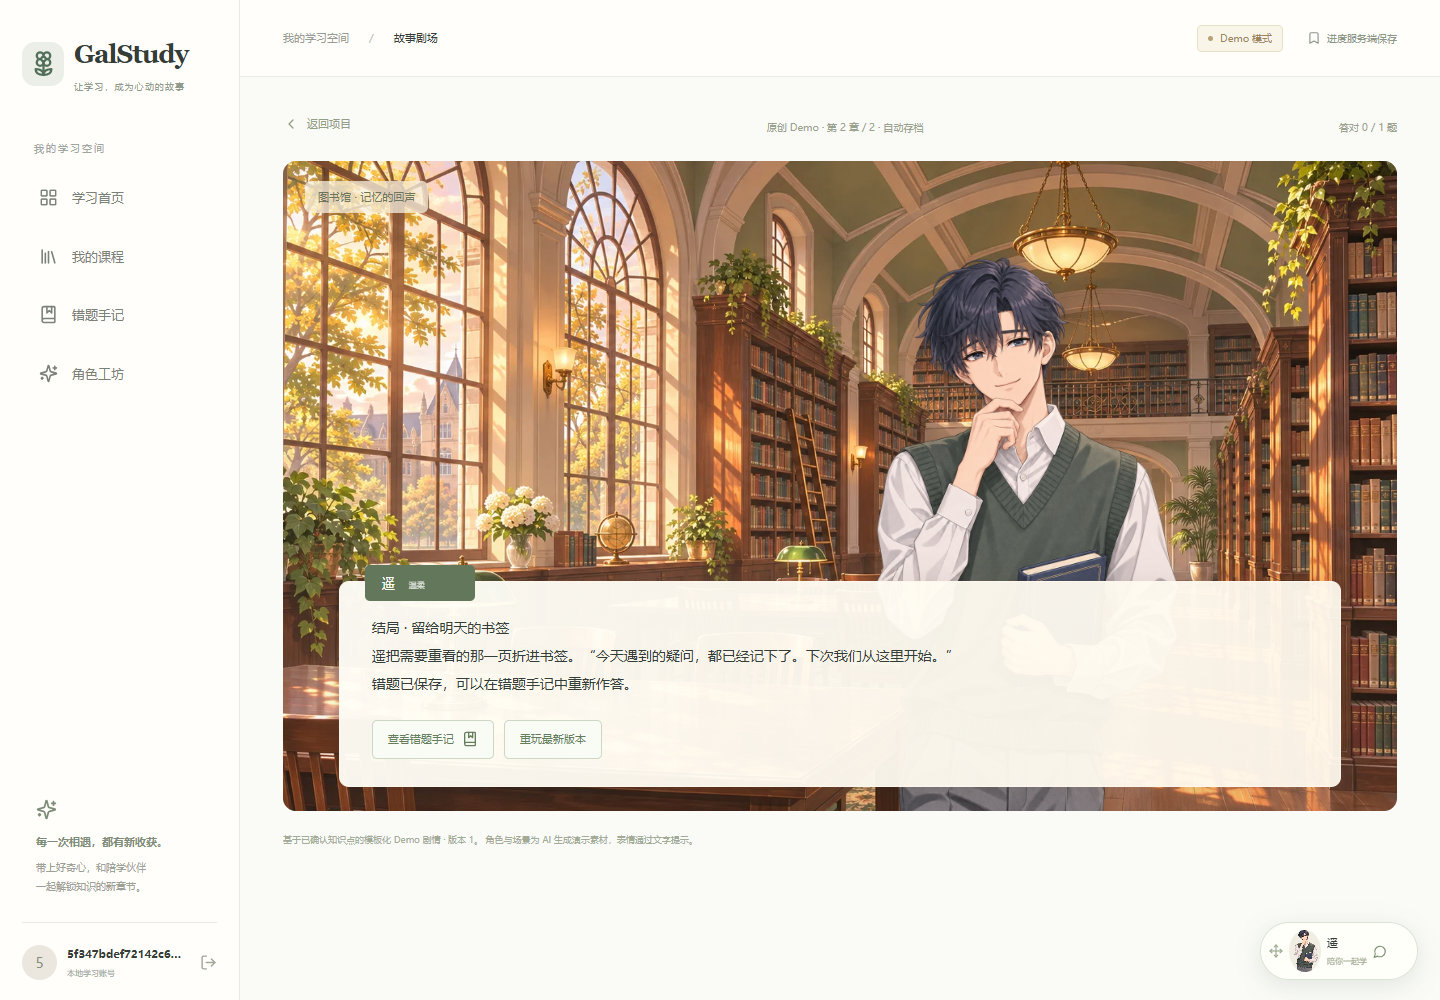 GalStudy
让学习，成为心动的故事
我的学习空间
学习首页
我的课程
错题手记
角色工坊
每一次相遇，都有新收获。
带上好奇心，和陪学伙伴
一起解锁知识的新章节。
5
5f347bdef72142c6...
本地学习账号
我的学习空间 / 故事剧场
Demo 模式
进度服务端保存
返回项目
原创 Demo · 第 2 章 / 2 · 自动存档
答对 0 / 1 题
图书馆 · 记忆的回声
遥 温柔
结局 · 留给明天的书签
遥把需要重看的那一页折进书签。“今天遇到的疑问，都已经记下了。下次我们从这里开始。”
错题已保存，可以在错题手记中重新作答。
查看错题手记
重玩最新版本
基于已确认知识点的模板化 Demo 剧情 · 版本 1。 角色与场景为 AI 生成演示素材，表情通过文字提示。
遥
陪你一起学